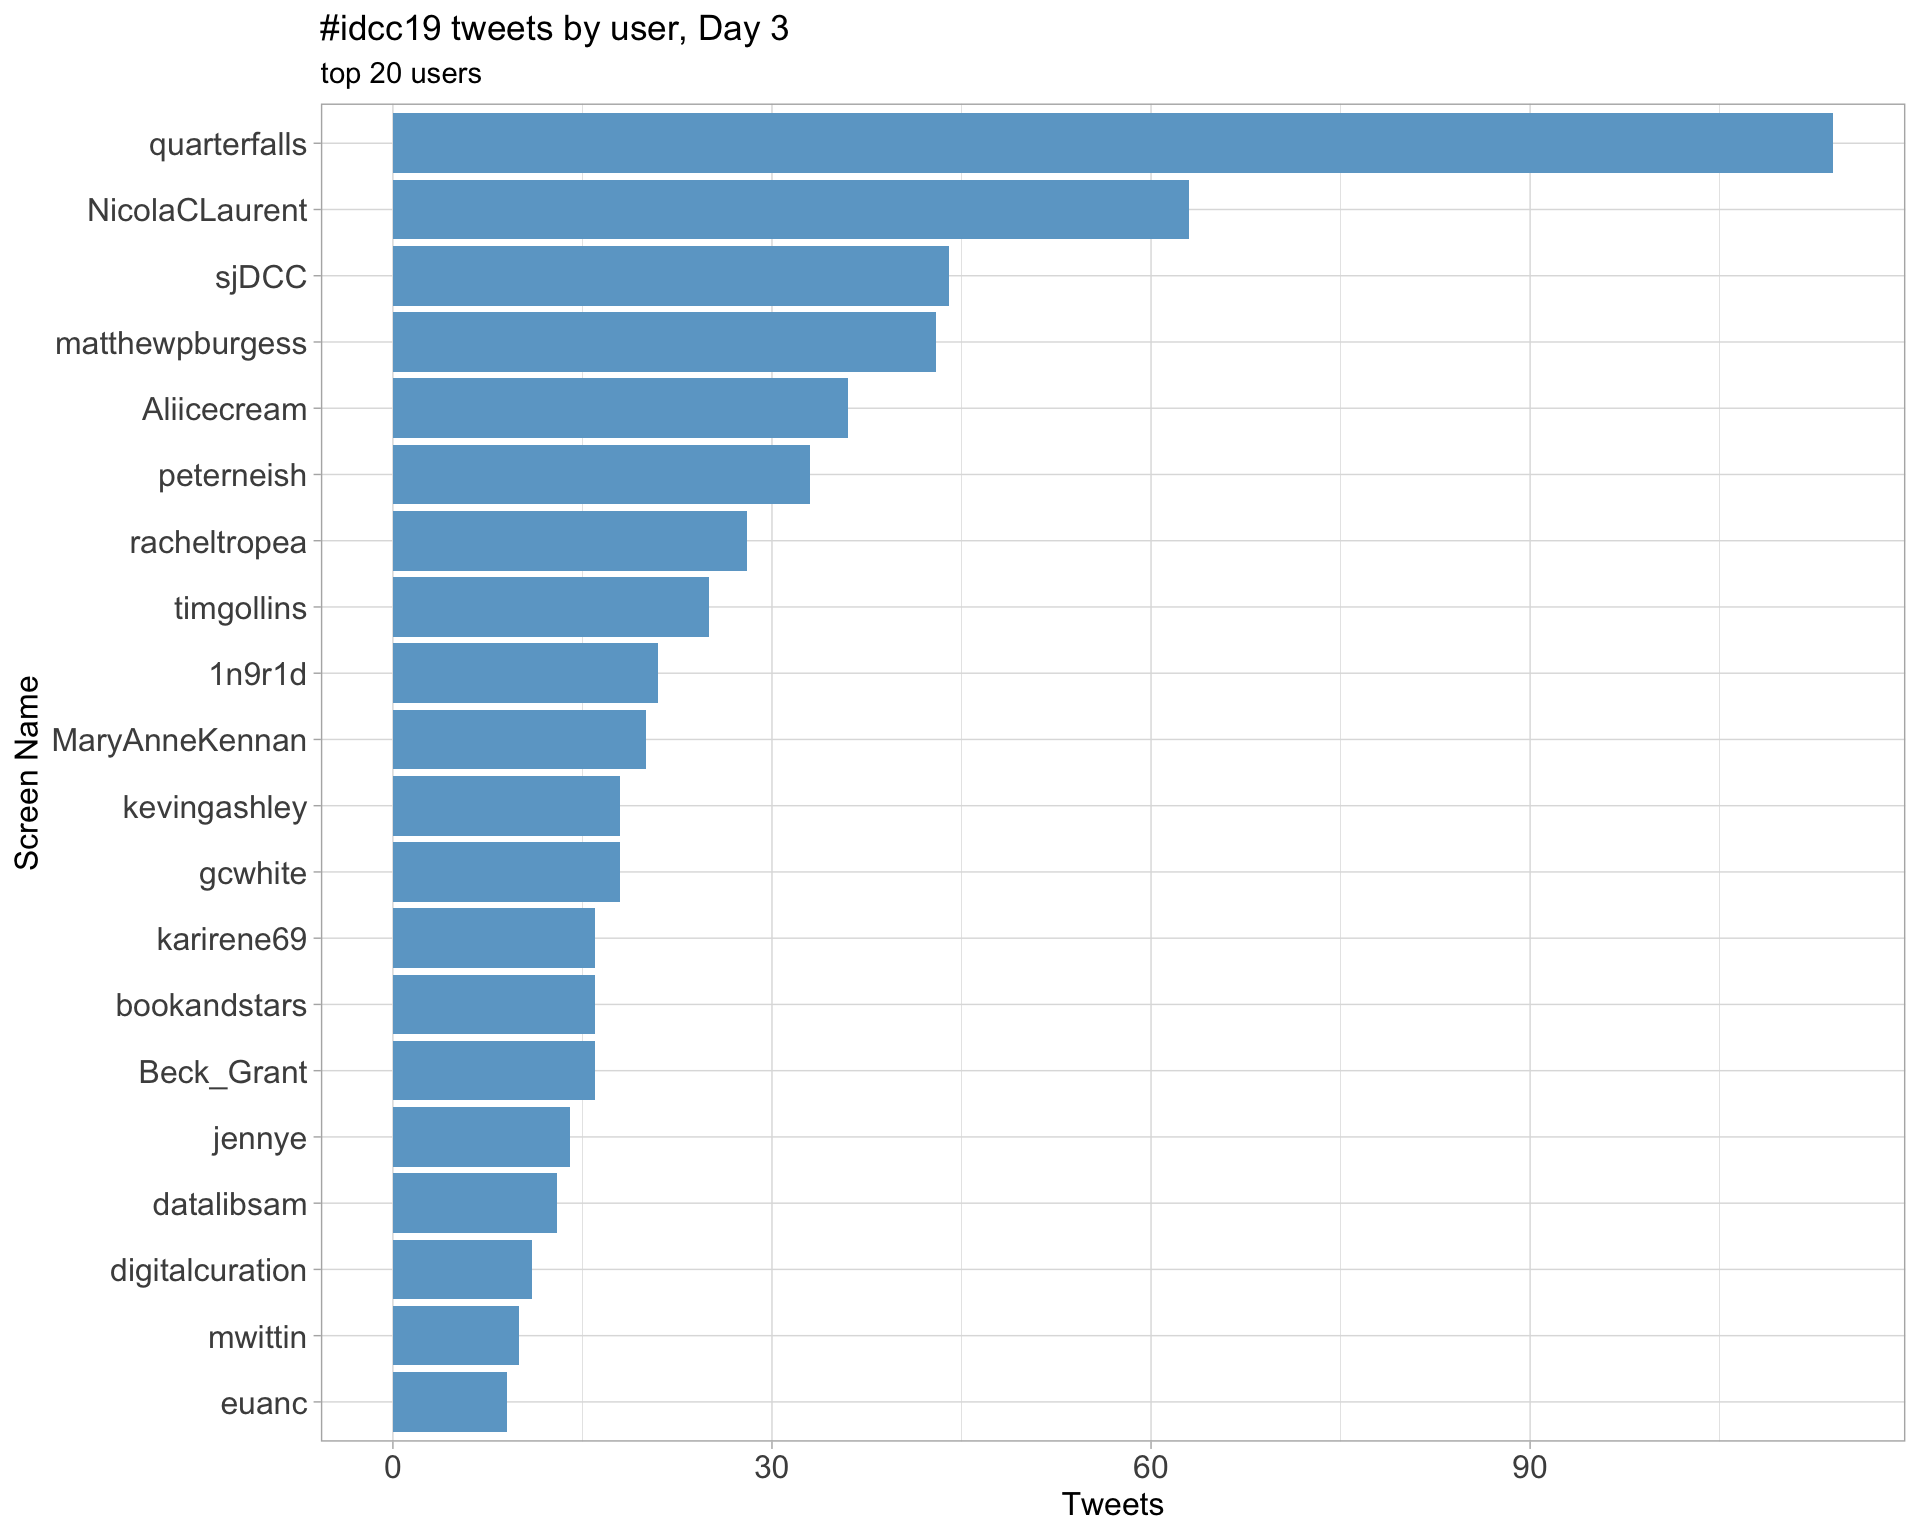 #idcc19 tweets by user, Day 3
top 20 users
quarterfalls
NicolaCLaurent
sjDCC
matthewpburgess
Aliicecream
peterneish
racheltropea
timgollins
1n9r1d
MaryAnneKennan
kevingashley
gcwhite
karirene69
bookandstars
Beck_Grant
jennye
datalibsam
digitalcuration
mwittin
euanc
Screen Name
0 30 60 90
Tweets